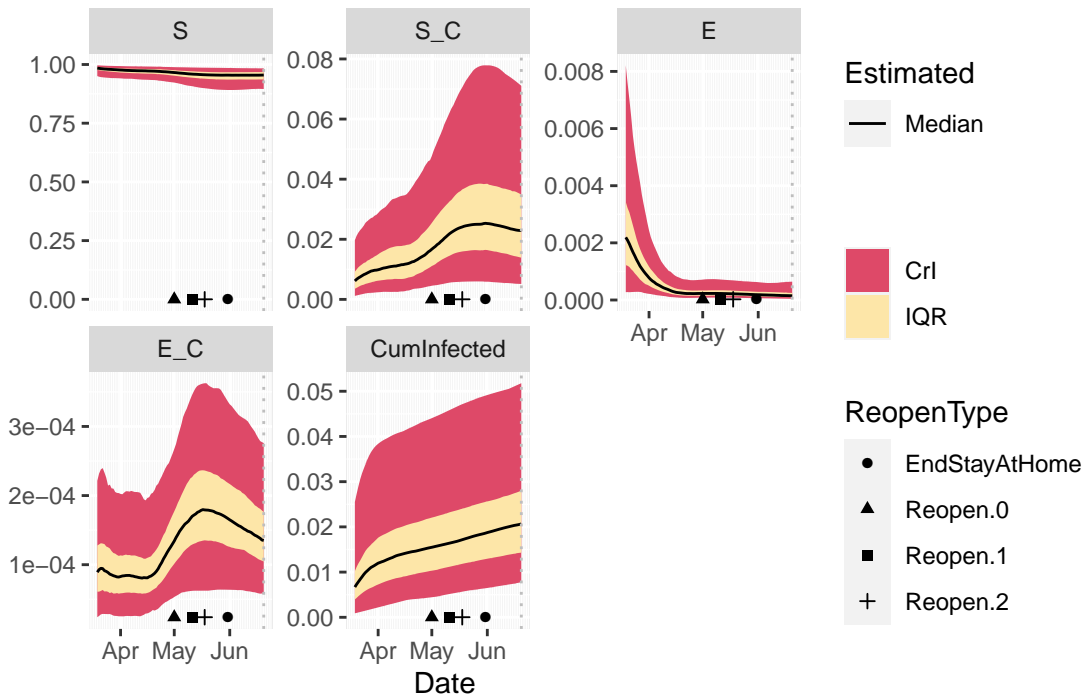 S
S_C
E
1.00
0.75
0.50
0.25
0.00
0.08
0.06
0.04
0.02
0.00
0.008
0.006
0.004
0.002
0.000
Apr May Jun
E_C
CumInfected
3e−04
2e−04
1e−04
Apr May Jun
0.05
0.04
0.03
0.02
0.01
0.00
Apr May Jun
Date
Estimated
Median
CrI
IQR
ReopenType
EndStayAtHome
Reopen.0
Reopen.1
Reopen.2